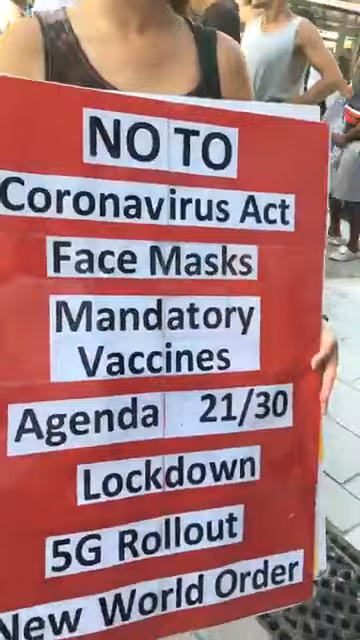 NO TO
Coronavirus Act
Face Masks
Mandatory
Vaccines
Agenda 21/30
Lockdown
5G Rollout
New World Order